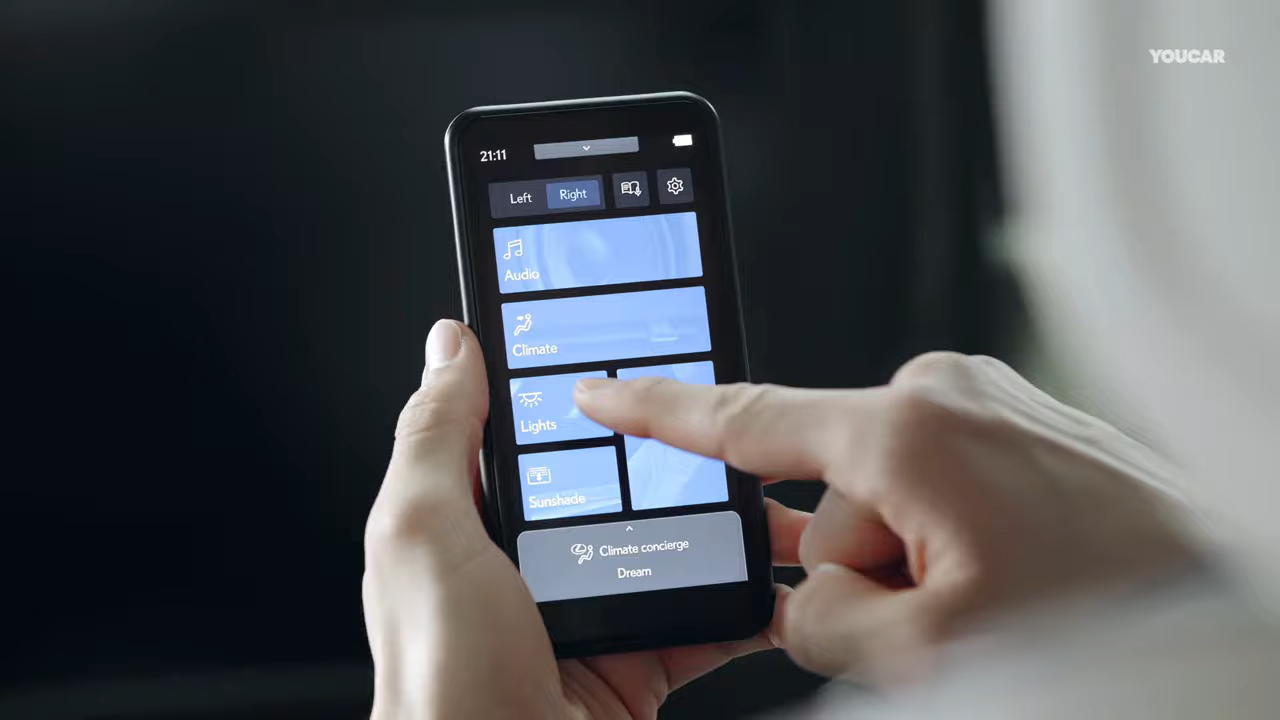 YOUCAR
21:11
Left Right
Audio
Climate
Lights
Sunshade
Climate concierge
Dream